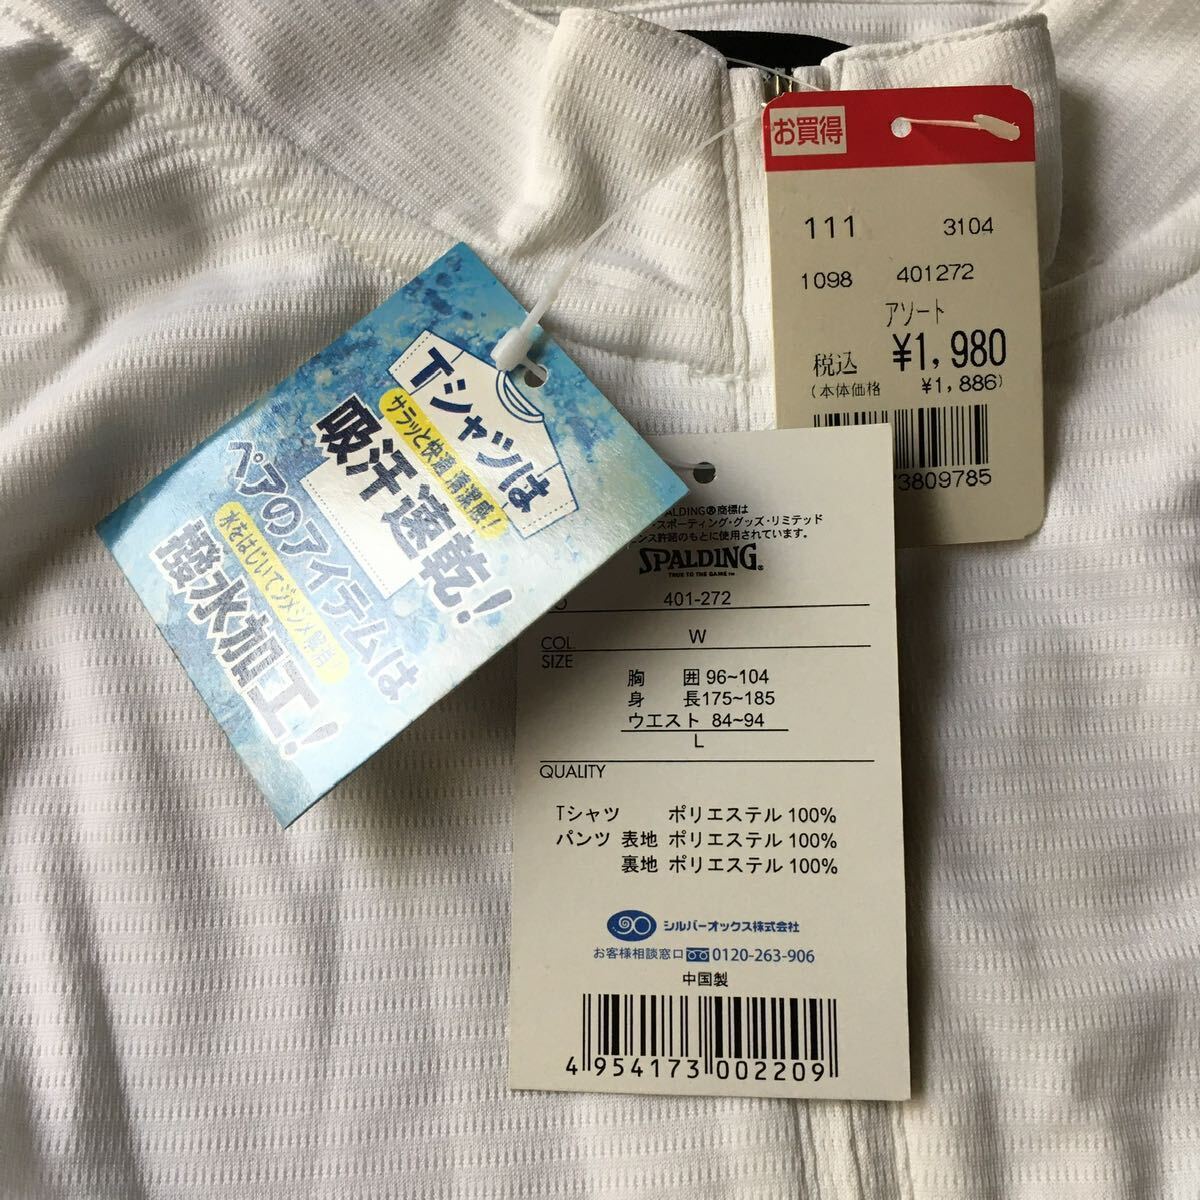 お買得
111 3104
1098 401272
アソート
税込 ¥1,980
(本体価格 ¥1,886)
3809785
Tシャツは
サラッと快適 清潔感!
吸汗速乾!
ペアのアイテムは
水をはじいてジメジメ
撥水加工!
PALDING®商標は
スポーティング・グッズ・リミテッド
ンス許諾のもとに使用されています。
SPALDING®
TRUE TO THE GAME™
401-272
COL. W
SIZE
胸 囲 96~104
身 長 175~185
ウエスト 84~94
L
QUALITY
Tシャツ ポリエステル 100%
パンツ 表地 ポリエステル 100%
裏地 ポリエステル 100%
シルバーオックス株式会社
お客様相談窓口 0120-263-906
中国製
4 954173 002209